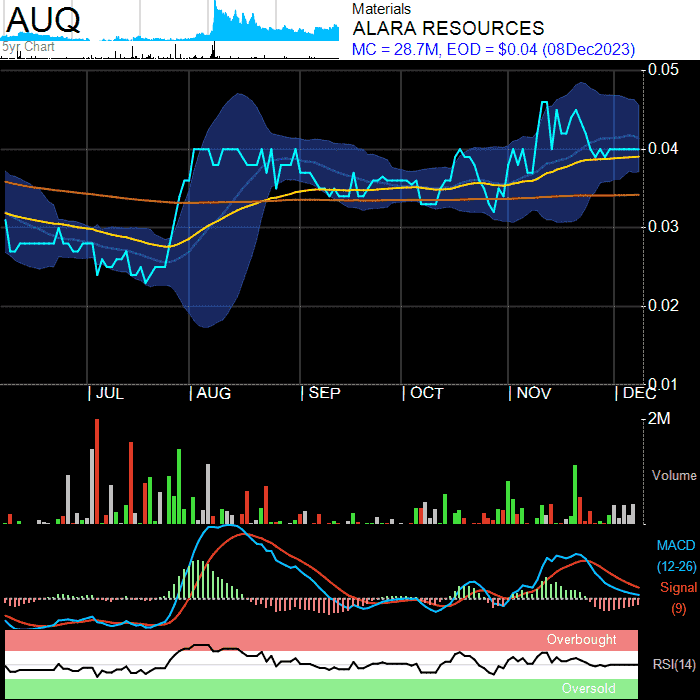 AUQ
5yr Chart
Materials
ALARA RESOURCES
MC = 28.7M, EOD = $0.04 (08Dec2023)
0.05
0.04
0.03
0.02
0.01
JUL AUG SEP OCT NOV DEC
2M
Volume
MACD
(12-26)
Signal
(9)
Overbought
RSI(14)
Oversold